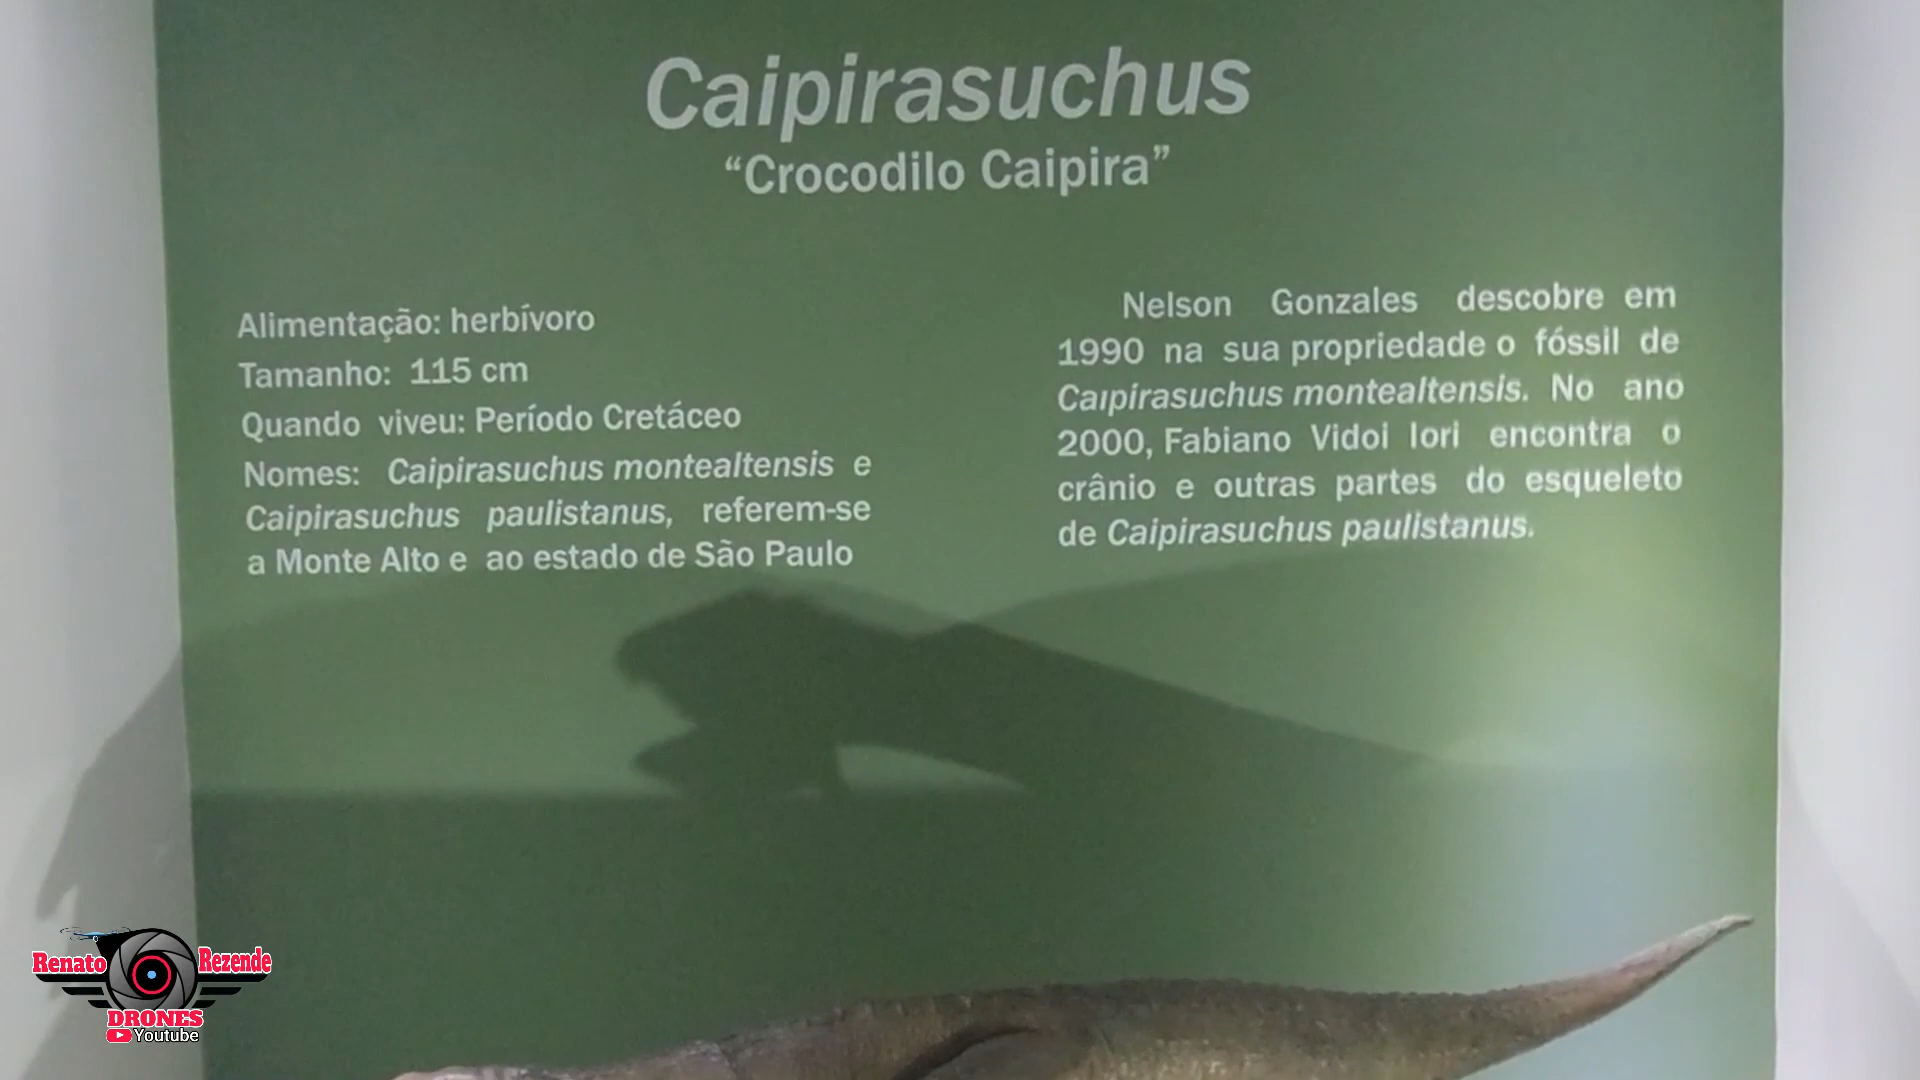 Caipirasuchus
“Crocodilo Caipira”
Alimentação: herbívoro
Tamanho: 115 cm
Quando viveu: Período Cretáceo
Nomes: Caipirasuchus montealtensis e
Caipirasuchus paulistanus, referem-se
a Monte Alto e ao estado de São Paulo
Nelson Gonzales descobre em
1990 na sua propriedade o fóssil de
Caipirasuchus montealtensis. No ano
2000, Fabiano Vidoi Iori encontra o
crânio e outras partes do esqueleto
de Caipirasuchus paulistanus.
Renato Rezende
DRONES
Youtube